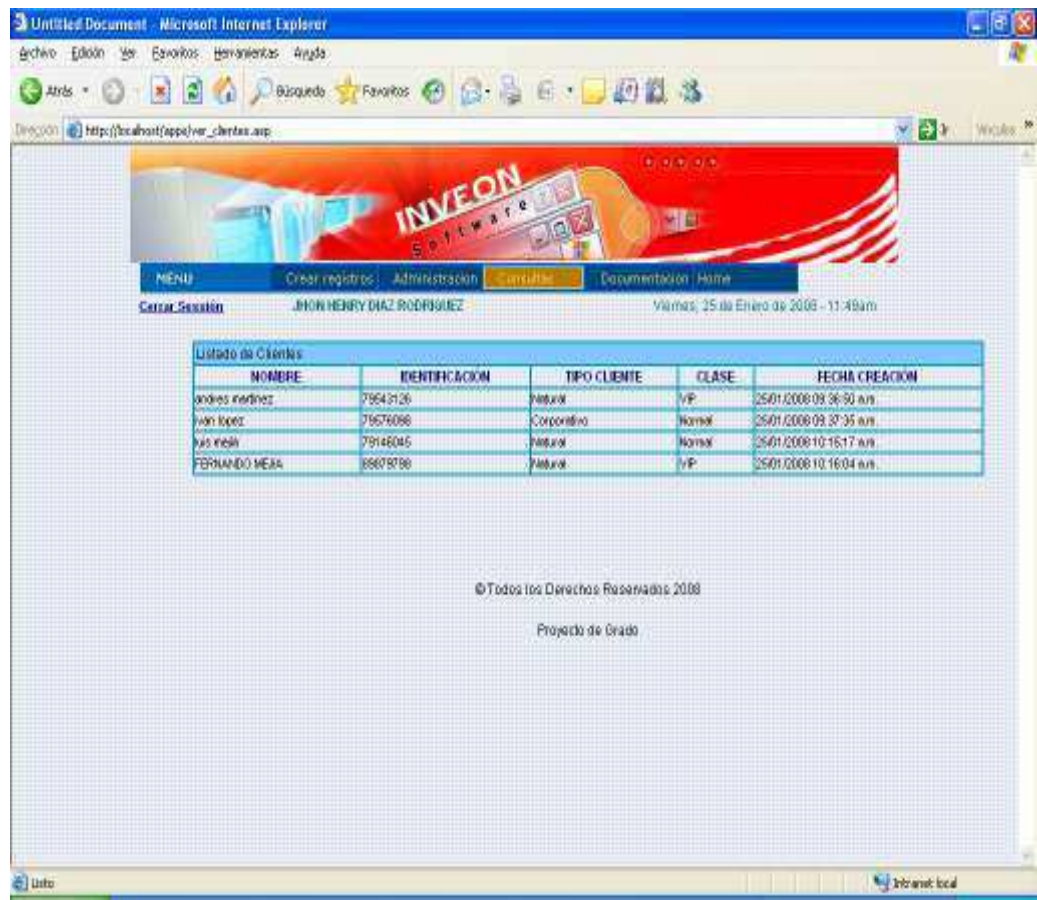 Untitled Document - Microsoft Internet Explorer
Archivo Edición Ver Favoritos Herramientas Ayuda
Atrás Búsqueda Favoritos
Dirección http://localhost/apps/ver_clientes.asp Ir Vínculos
INVEON
Software
MENU Crear registros Administracion Consultas Documentacion Home
Cerrar Sesssión JHON HENRY DIAZ RODRIGUEZ Viernes, 25 de Enero de 2008 - 11:49am
Listado de Clientes
NOMBRE IDENTIFICACIÓN TIPO CLIENTE CLASE FECHA CREACIÓN
andres martinez 79643126 Natural VIP 25/01/2008 09:36:50 a.m.
ivan lopez 79576098 Corporativo Normal 25/01/2008 09:37:35 a.m.
luis mejia 79146045 Natural Normal 25/01/2008 10:15:17 a.m.
FERNANDO MEJIA Natural VIP 25/01/2008 10:16:04 a.m.
©Todos los Derechos Reservados 2008
Proyecto de Grado
Listo Intranet local